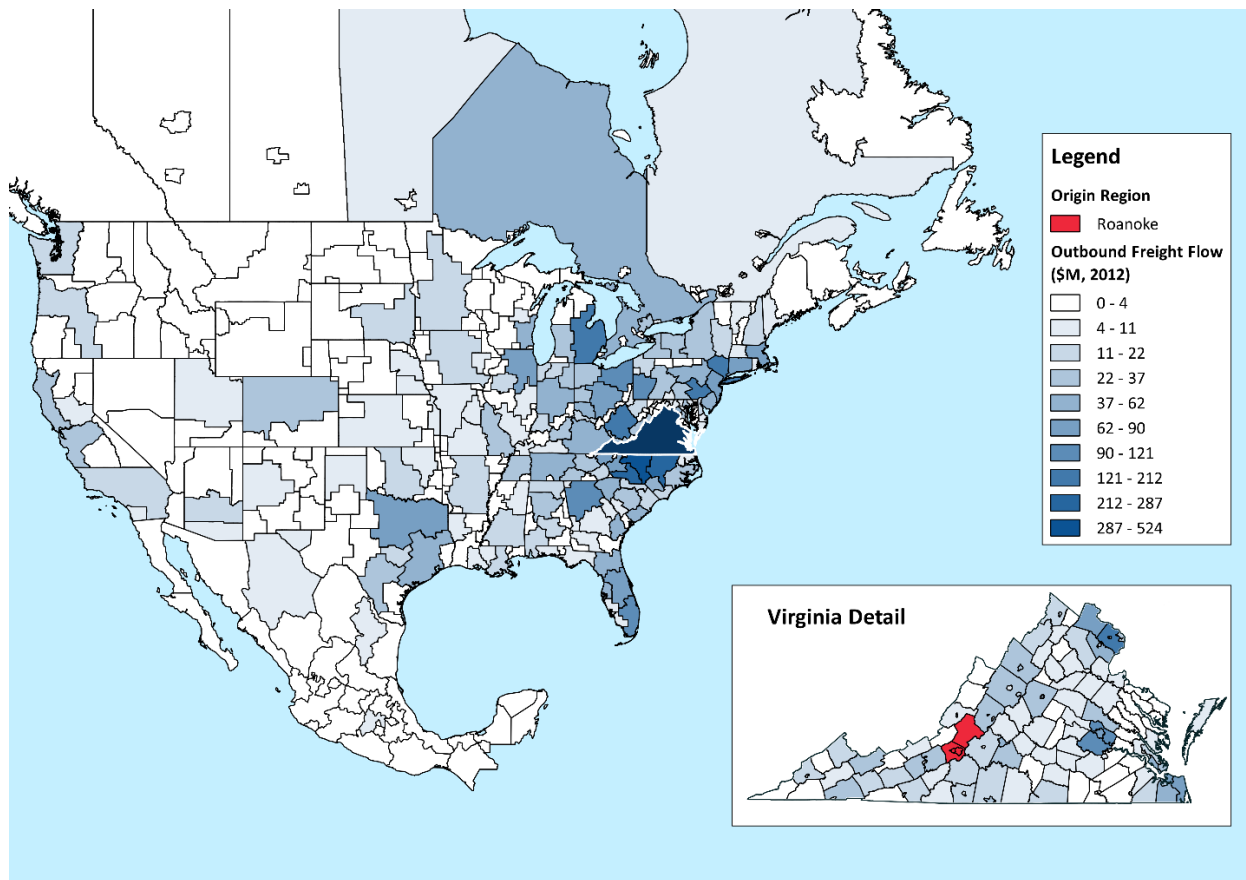 Legend
Origin Region
Roanoke
Outbound Freight Flow
($M, 2012)
0 - 4
4 - 11
11 - 22
22 - 37
37 - 62
62 - 90
90 - 121
121 - 212
212 - 287
287 - 524
Virginia Detail